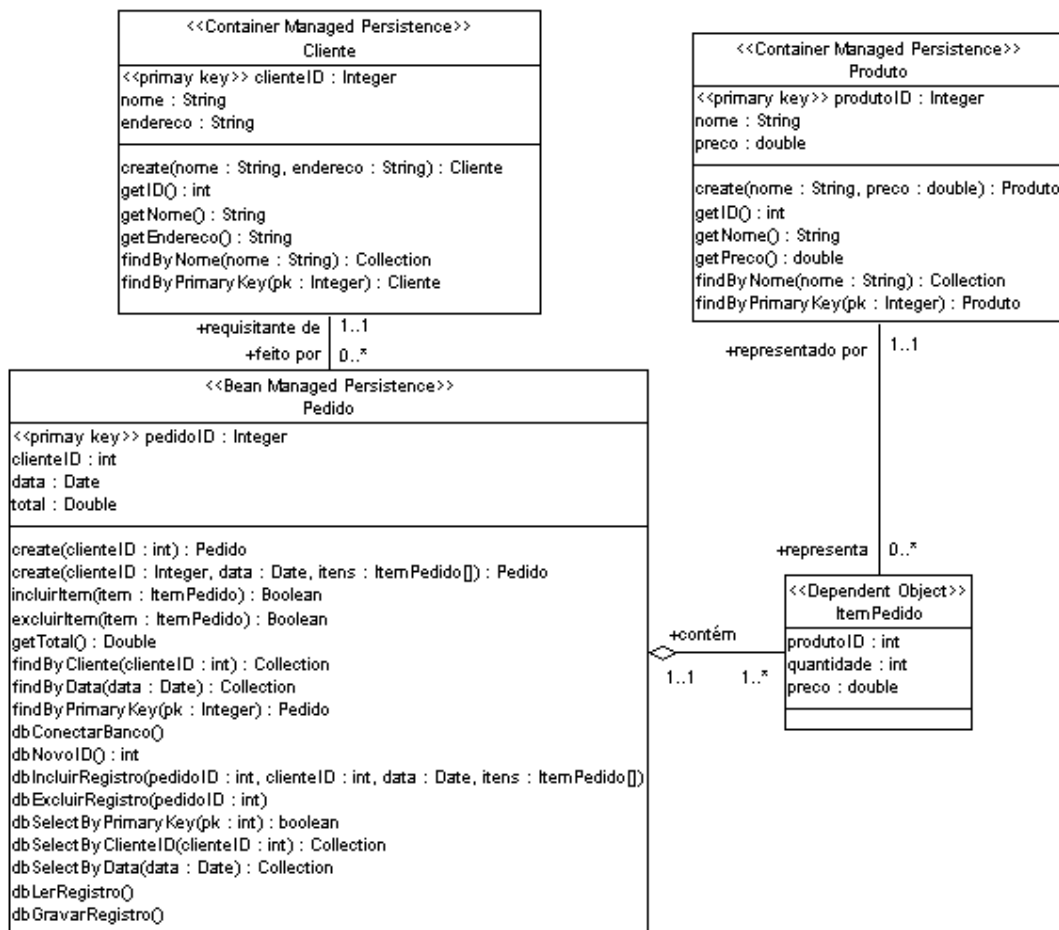 <<Container Managed Persistence>>
Cliente
<<primay key>> clienteID : Integer
nome : String
endereco : String
create(nome : String, endereco : String) : Cliente
getID() : int
getNome() : String
getEndereco() : String
findByNome(nome : String) : Collection
findByPrimaryKey(pk : Integer) : Cliente
<<Container Managed Persistence>>
Produto
<<primary key>> produtoID : Integer
nome : String
preco : double
create(nome : String, preco : double) : Produto
getID() : int
getNome() : String
getPreco() : double
findByNome(nome : String) : Collection
findByPrimaryKey(pk : Integer) : Produto
+requisitante de 1..1
+feito por 0..*
+representado por 1..1
<<Bean Managed Persistence>>
Pedido
<<primay key>> pedidoID : Integer
clienteID : int
data : Date
total : Double
create(clienteID : int) : Pedido
create(clienteID : Integer, data : Date, itens : ItemPedido[]) : Pedido
incluirItem(item : ItemPedido) : Boolean
excluirItem(item : ItemPedido) : Boolean
getTotal() : Double
findByCliente(clienteID : int) : Collection
findByData(data : Date) : Collection
findByPrimaryKey(pk : Integer) : Pedido
dbConectarBanco()
dbNovoID() : int
dbIncluirRegistro(pedidoID : int, clienteID : int, data : Date, itens : ItemPedido[])
dbExcluirRegistro(pedidoID : int)
dbSelectByPrimaryKey(pk : int) : boolean
dbSelectByClienteID(clienteID : int) : Collection
dbSelectByData(data : Date) : Collection
dbLerRegistro()
dbGravarRegistro()
+representa 0..*
+contém
1..1 1..*
<<Dependent Object>>
ItemPedido
produtoID : int
quantidade : int
preco : double